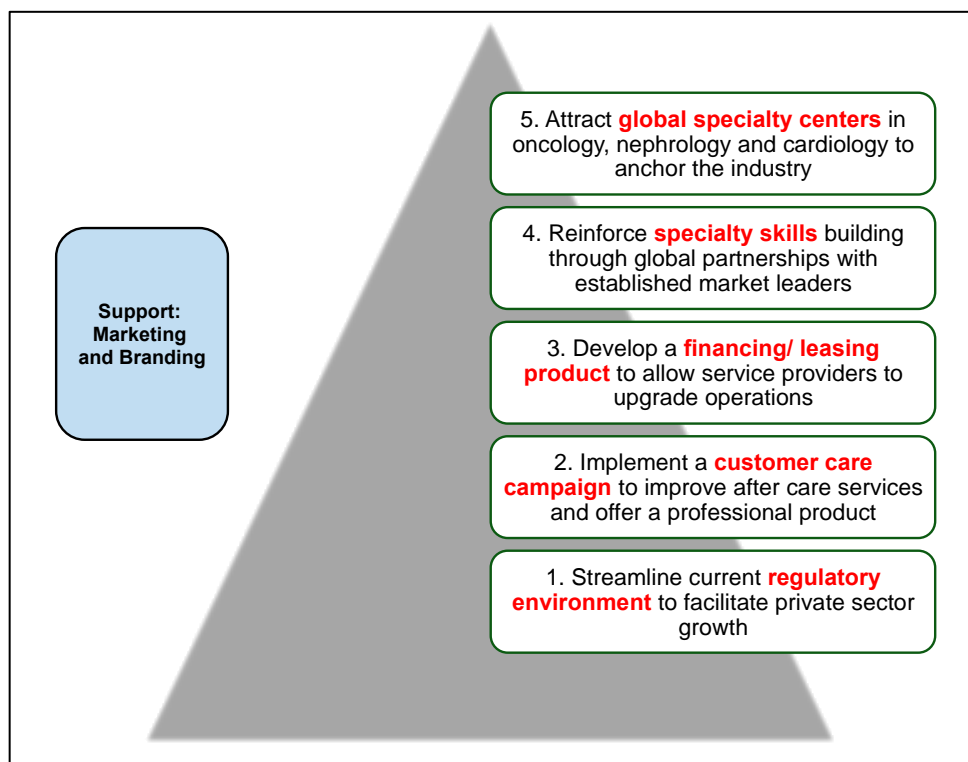 5. Attract global specialty centers in
oncology, nephrology and cardiology to
anchor the industry
4. Reinforce specialty skills building
through global partnerships with
established market leaders
Support:
Marketing
and Branding
3. Develop a financing/ leasing
product to allow service providers to
upgrade operations
2. Implement a customer care
campaign to improve after care services
and offer a professional product
1. Streamline current regulatory
environment to facilitate private sector
growth